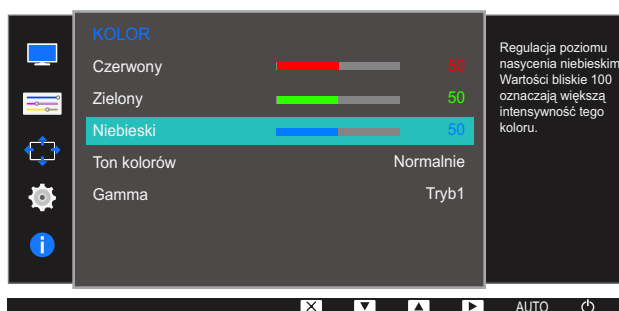 KOLOR
Czerwony 50
Zielony 50
Niebieski 50
Ton kolorów Normalnie
Gamma Tryb1
Regulacja poziomu
nasycenia niebieskim
Wartości bliskie 100
oznaczają większą
intensywność tego
koloru.
AUTO